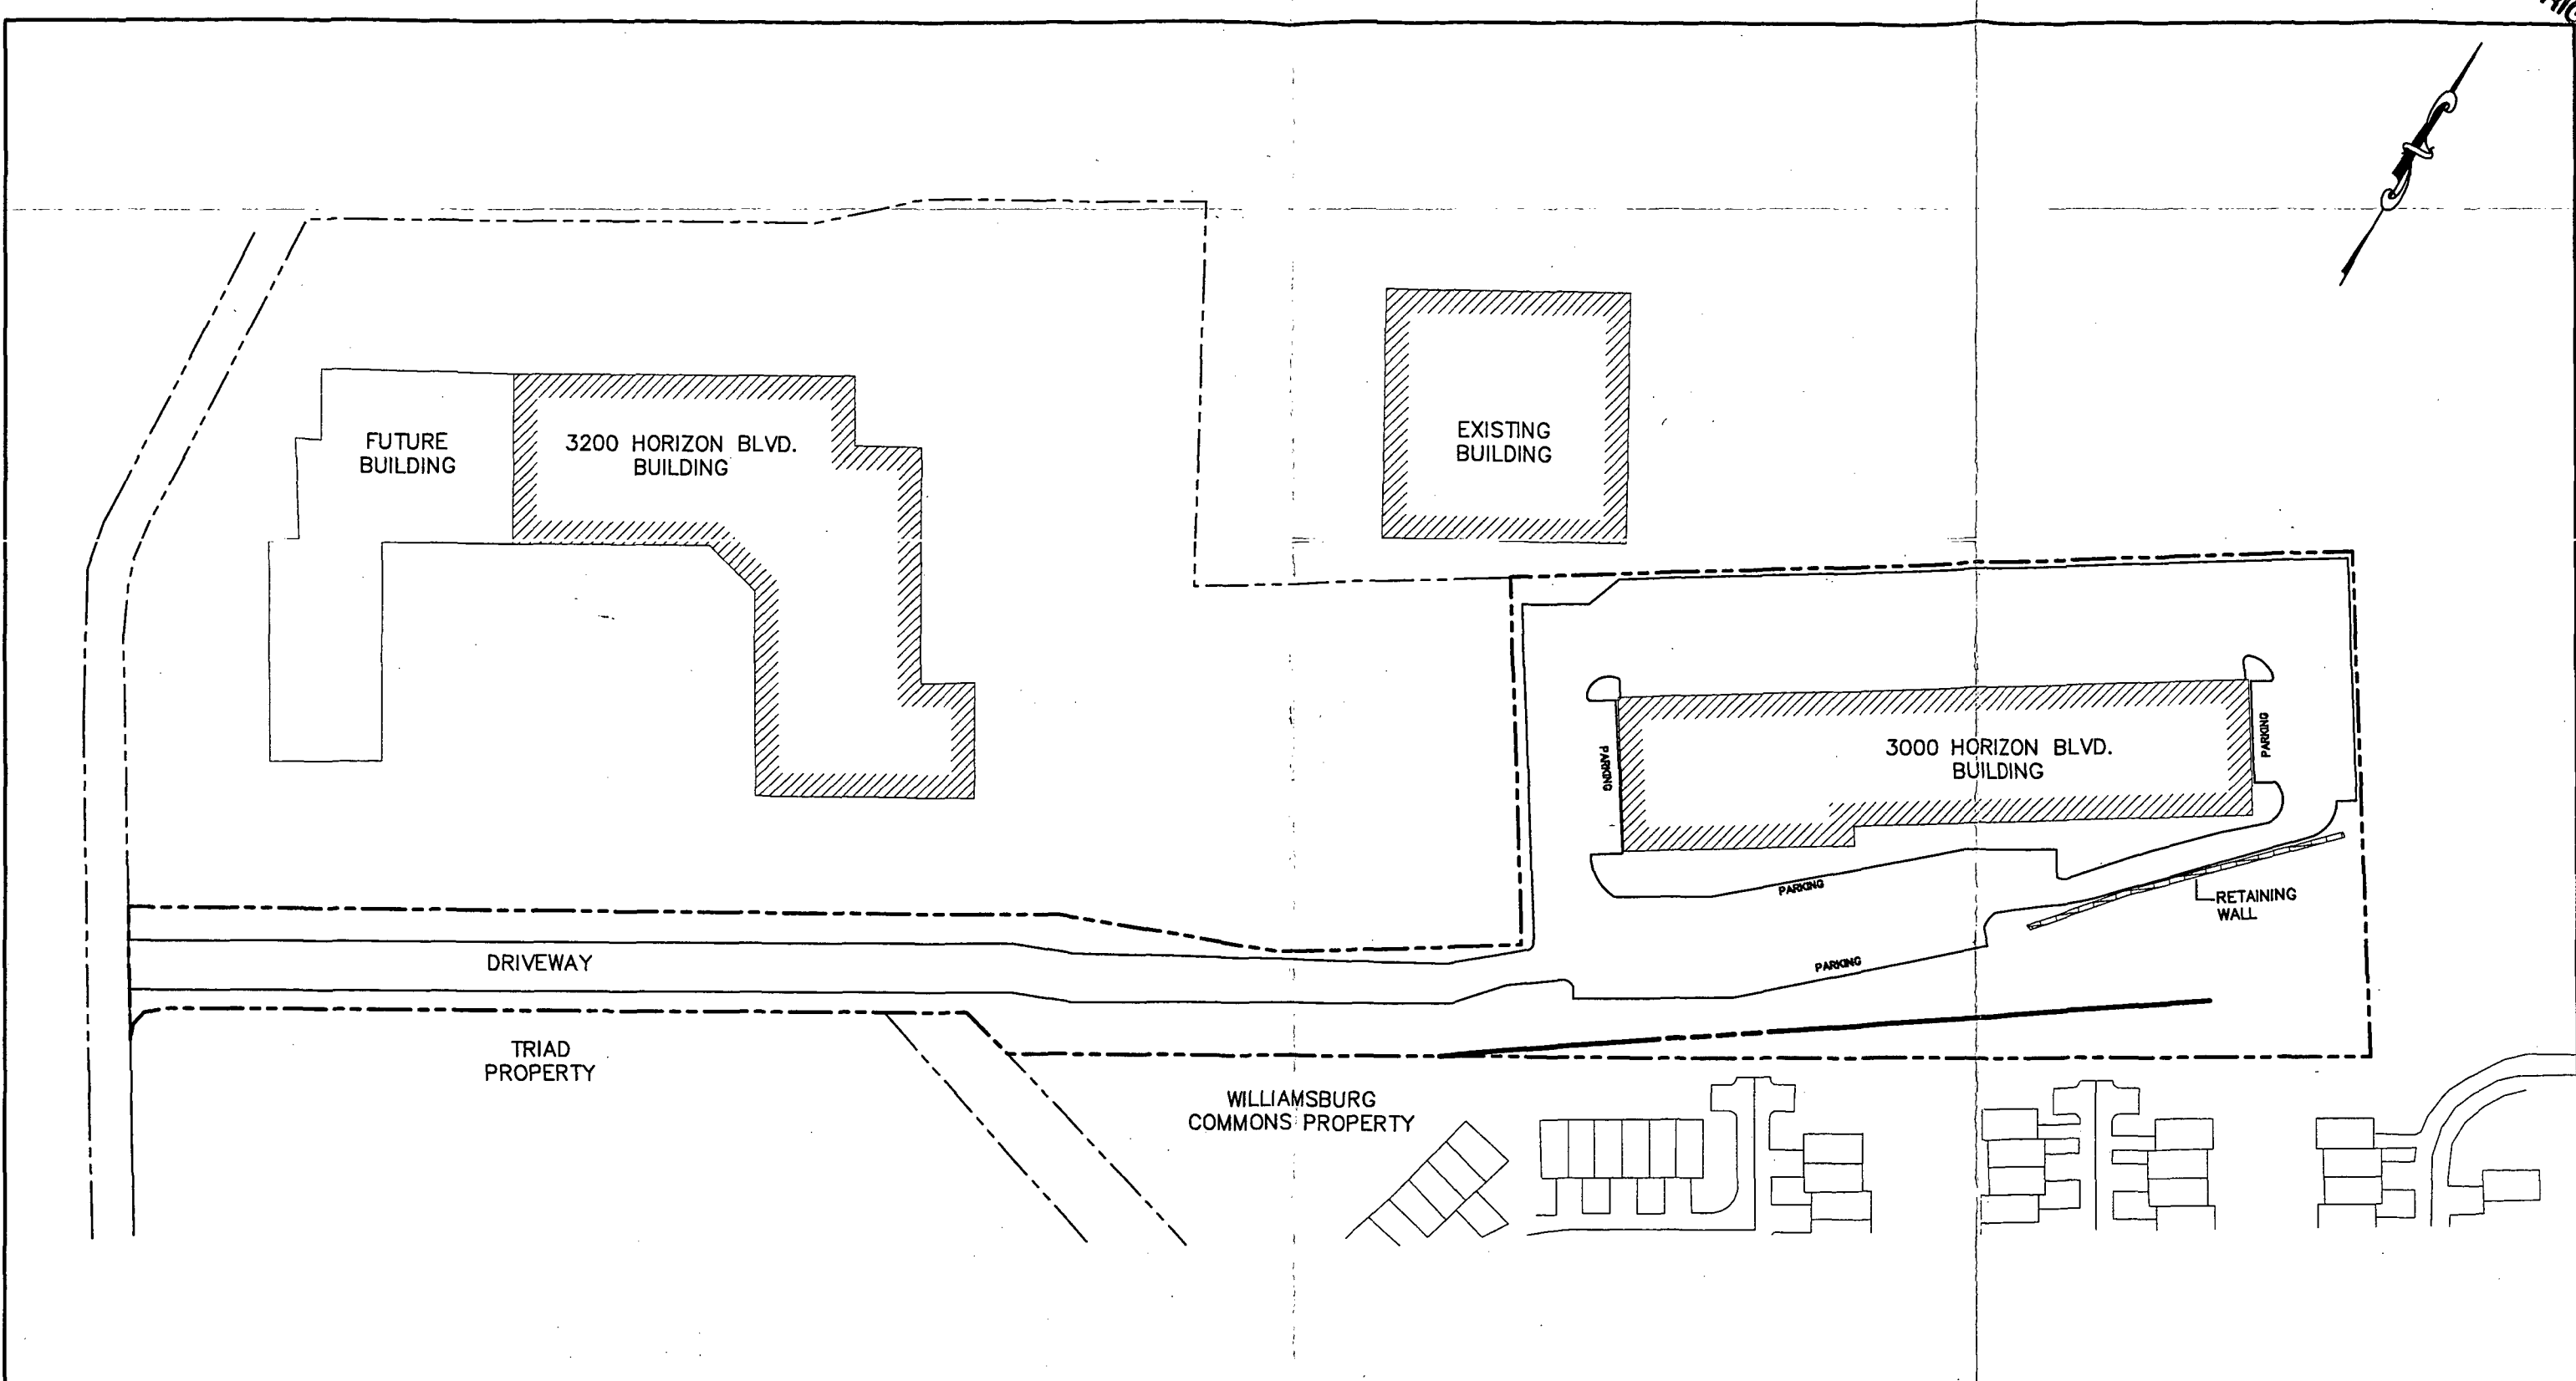 FUTURE
BUILDING
3200 HORIZON BLVD.
BUILDING
EXISTING
BUILDING
3000 HORIZON BLVD.
BUILDING
PARKING
PARKING
PARKING
RETAINING
WALL
PARKING
DRIVEWAY
TRIAD
PROPERTY
WILLIAMSBURG
COMMONS PROPERTY